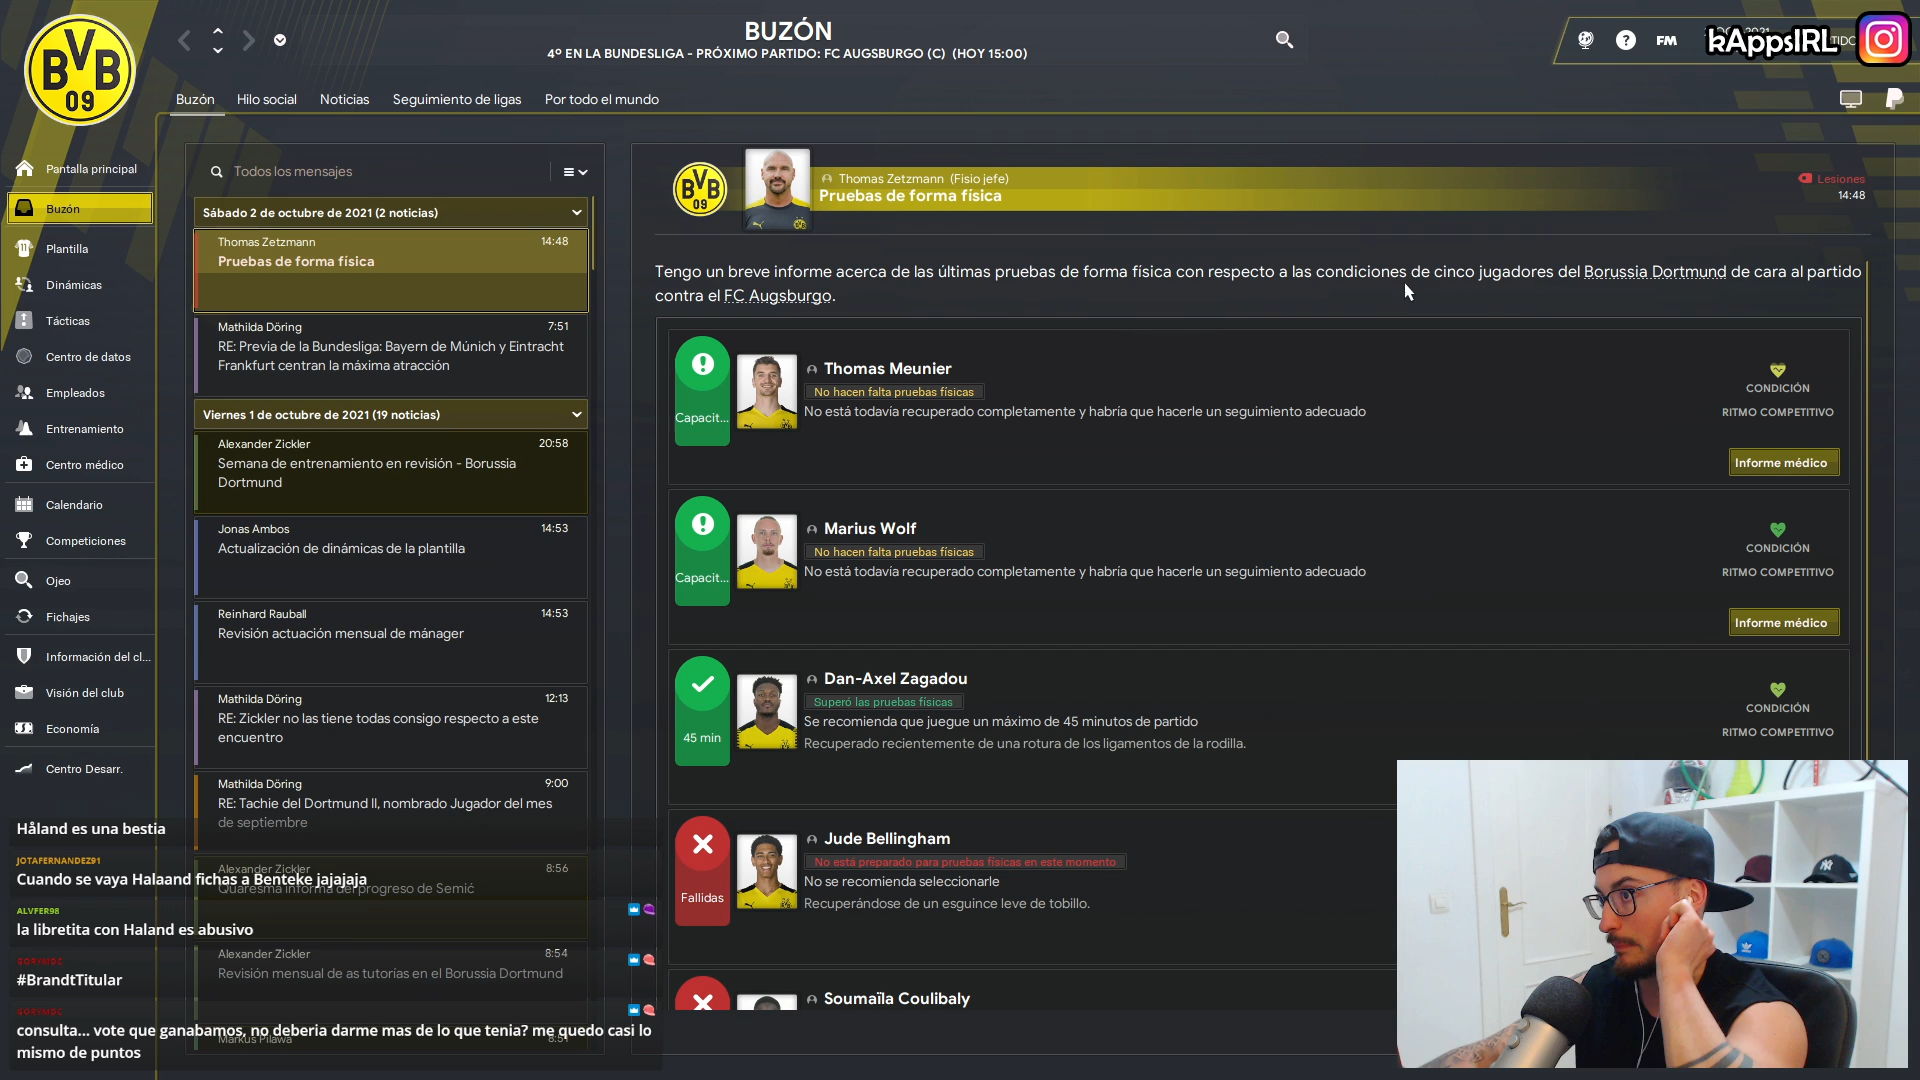 BVB
09
BUZÓN
4º EN LA BUNDESLIGA - PRÓXIMO PARTIDO: FC AUGSBURGO (C) (HOY 15:00)
FM
kAppsIRL
Buzón
Hilo social
Noticias
Seguimiento de ligas
Por todo el mundo
Pantalla principal
Buzón
Plantilla
Dinámicas
Tácticas
Centro de datos
Empleados
Entrenamiento
Centro médico
Calendario
Competiciones
Ojeo
Fichajes
Información del cl...
Visión del club
Economía
Centro Desarr.
Todos los mensajes
Sábado 2 de octubre de 2021 (2 noticias)
Thomas Zetzmann 14:48
Pruebas de forma física
Mathilda Döring 7:51
RE: Previa de la Bundesliga: Bayern de Múnich y Eintracht
Frankfurt centran la máxima atracción
Viernes 1 de octubre de 2021 (19 noticias)
Alexander Zickler 20:58
Semana de entrenamiento en revisión - Borussia
Dortmund
Jonas Ambos 14:53
Actualización de dinámicas de la plantilla
Reinhard Rauball 14:53
Revisión actuación mensual de mánager
Mathilda Döring 12:13
RE: Zickler no las tiene todas consigo respecto a este
encuentro
Mathilda Döring 9:00
RE: Tachie del Dortmund II, nombrado Jugador del mes
de septiembre
Alexander Zickler 8:56
Quaresma informa del progreso de Semić
Alexander Zickler 8:54
Revisión mensual de as tutorías en el Borussia Dortmund
Markus Pilawa 8:51
BVB
09
Thomas Zetzmann (Fisio jefe)
Pruebas de forma física
Lesiones
14:48
Tengo un breve informe acerca de las últimas pruebas de forma física con respecto a las condiciones de cinco jugadores del Borussia Dortmund de cara al partido
contra el FC Augsburgo.
Capacit...
Thomas Meunier
No hacen falta pruebas físicas
No está todavía recuperado completamente y habría que hacerle un seguimiento adecuado
CONDICIÓN
RITMO COMPETITIVO
Informe médico
Capacit...
Marius Wolf
No hacen falta pruebas físicas
No está todavía recuperado completamente y habría que hacerle un seguimiento adecuado
CONDICIÓN
RITMO COMPETITIVO
Informe médico
45 min
Dan-Axel Zagadou
Superó las pruebas físicas
Se recomienda que juegue un máximo de 45 minutos de partido
Recuperado recientemente de una rotura de los ligamentos de la rodilla.
CONDICIÓN
RITMO COMPETITIVO
Fallidas
Jude Bellingham
No está preparado para pruebas físicas en este momento
No se recomienda seleccionarle
Recuperándose de un esguince leve de tobillo.
Soumaïla Coulibaly
Håland es una bestia
JOTAFERNANDEZ91
Cuando se vaya Halaand fichas a Benteke jajajaja
ALVFER98
la libretita con Haland es abusivo
#BrandtTitular
consulta... vote que ganabamos, no deberia darme mas de lo que tenia? me quedo casi lo
mismo de puntos